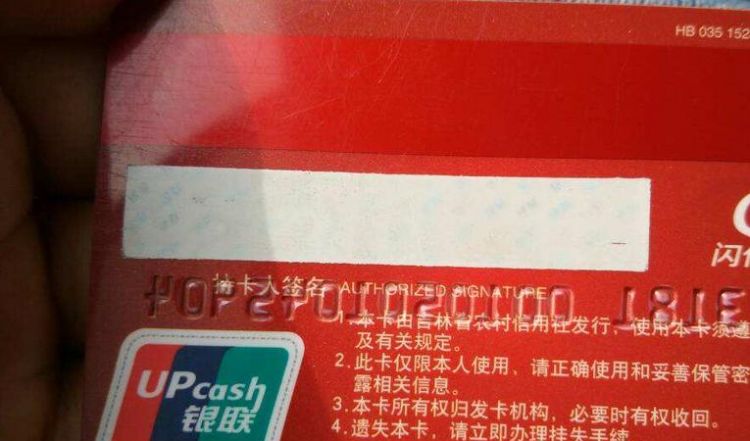 HB 035 152
闪付
持卡人签名 AUTHORIZED SIGNATURE
1.本卡由吉林省农村信用社发行,使用本卡须遵
及有关规定。
2.此卡仅限本人使用,请正确使用和妥善保管密
露相关信息。
3.本卡所有权归发卡机构,必要时有权收回。
4.遗失本卡,请立即办理挂失手续
UPcash
银联